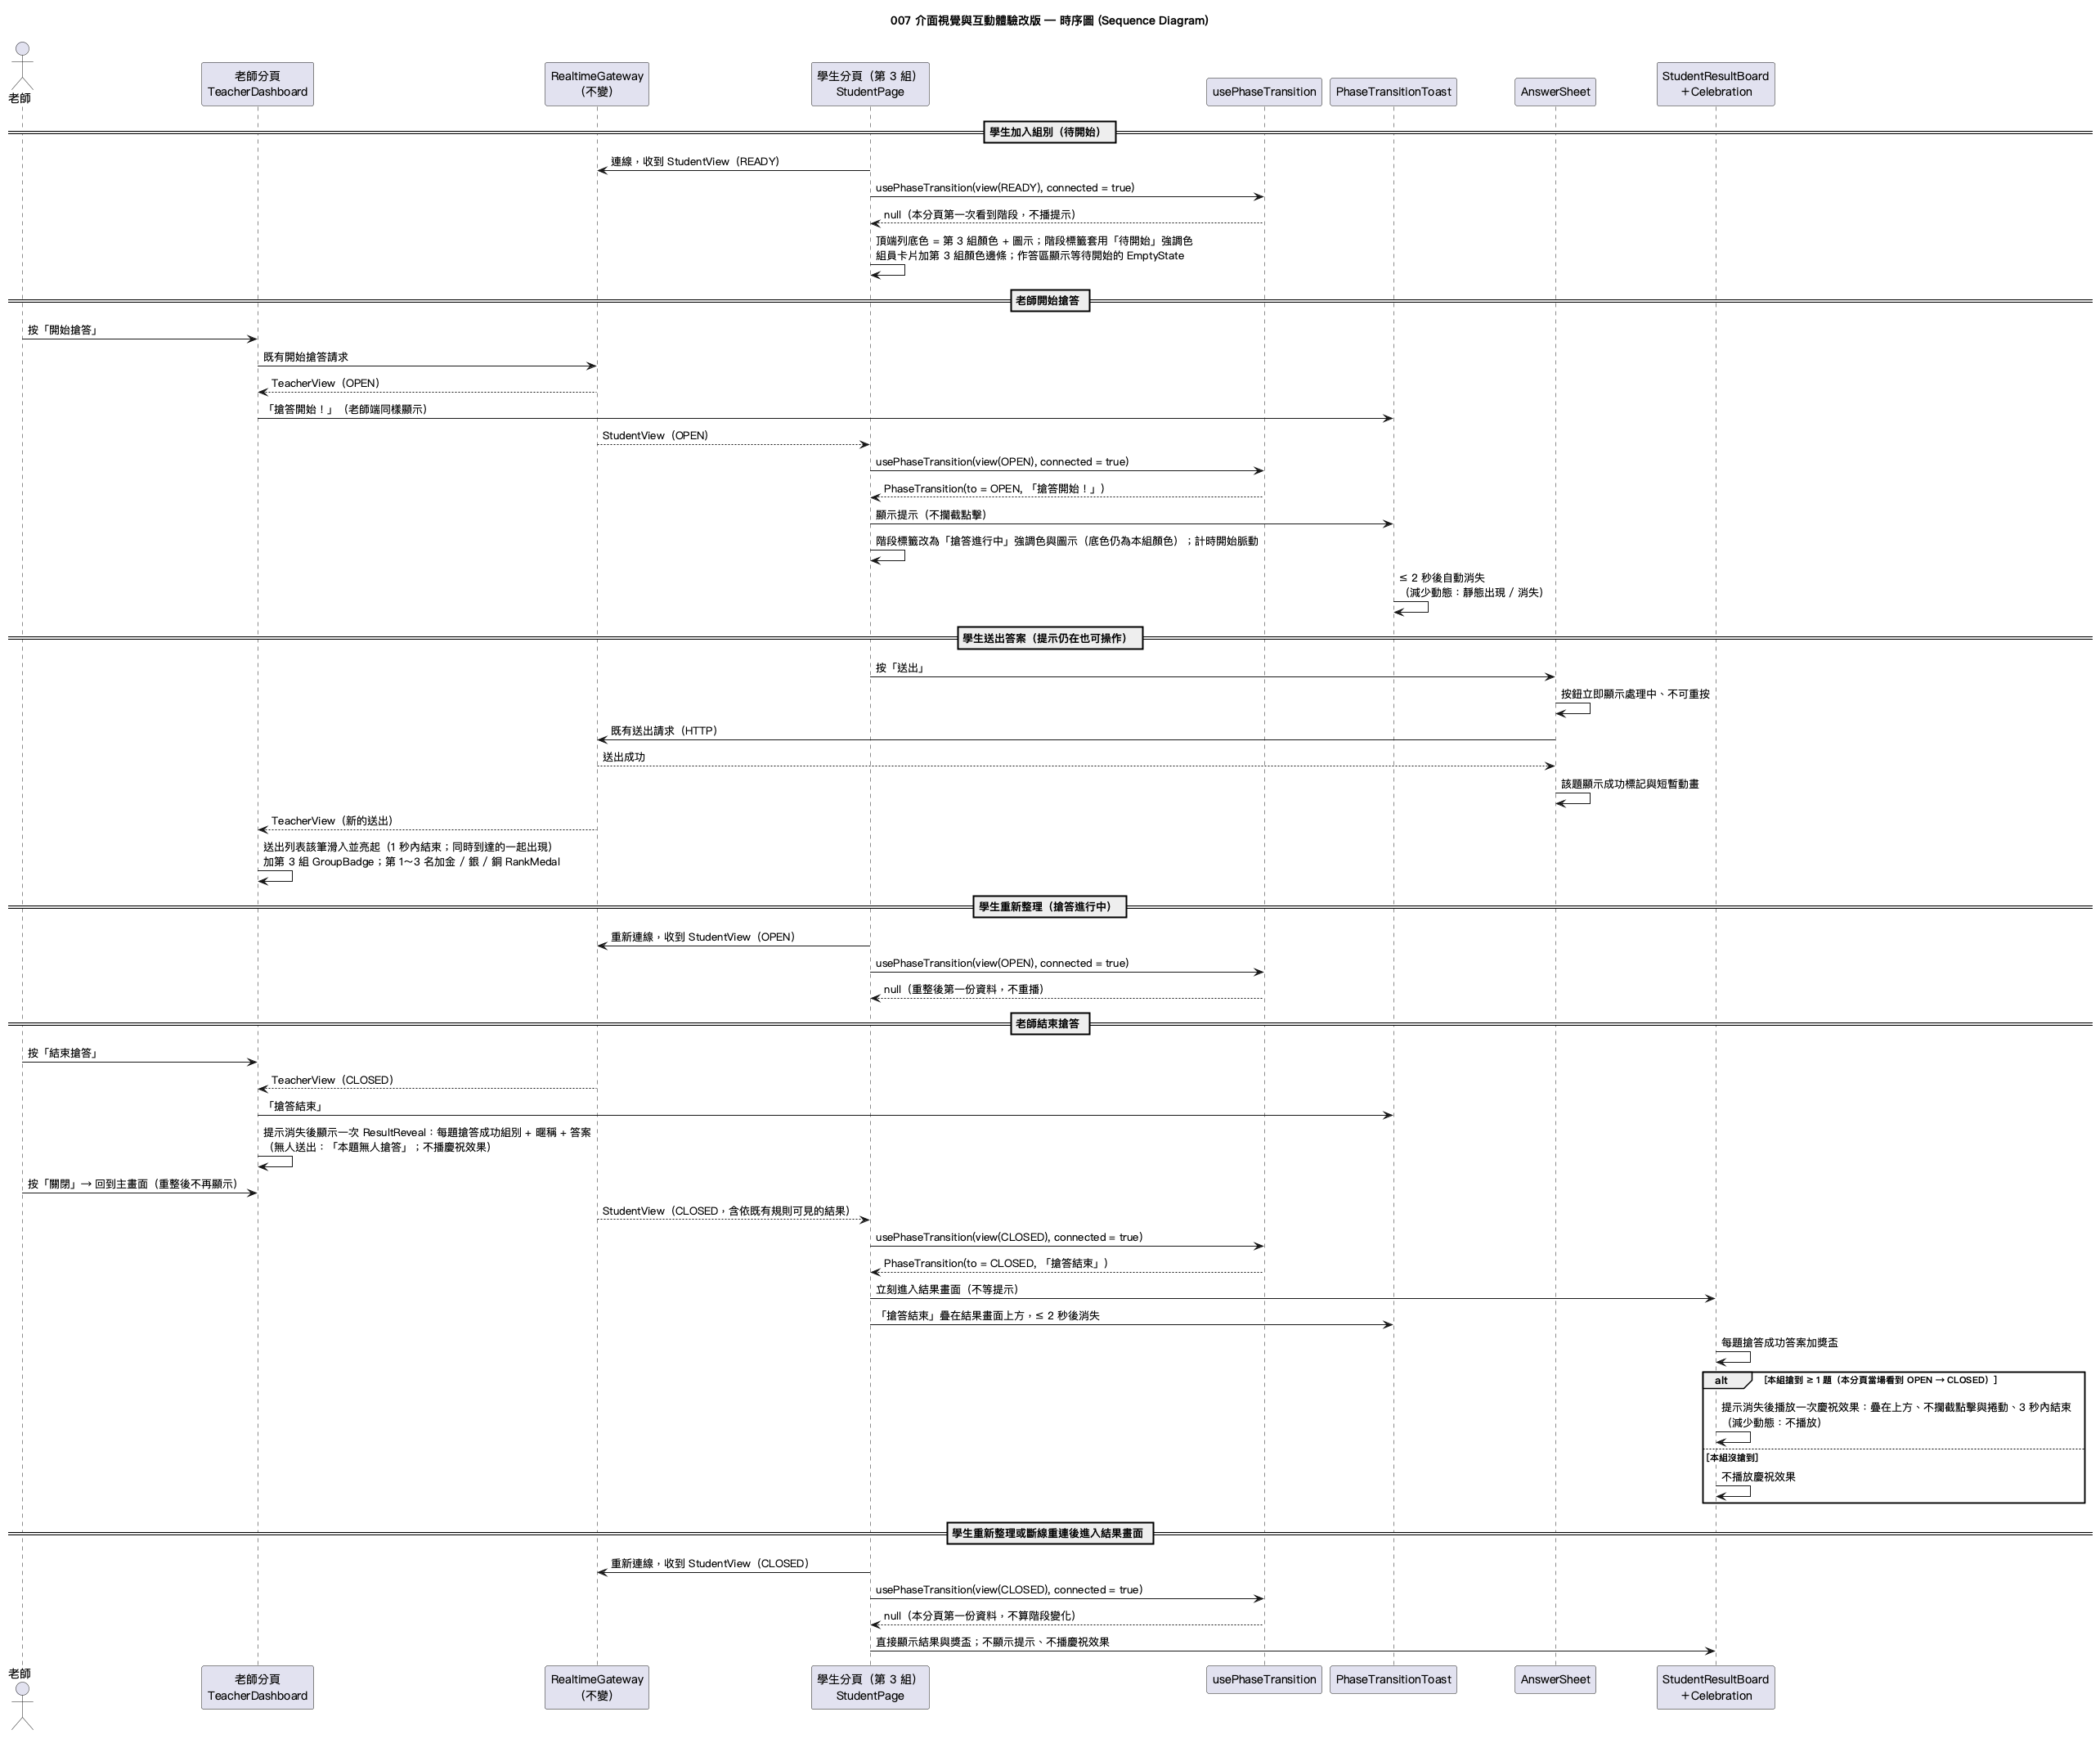 007 介面視覺與互動體驗改版 — 時序圖 (Sequence Diagram)
老師
老師分頁
TeacherDashboard
RealtimeGateway
（不變）
學生分頁（第 3 組）
StudentPage
usePhaseTransition
PhaseTransitionToast
AnswerSheet
StudentResultBoard
＋Celebration
學生加入組別（待開始）
連線，收到 StudentView（READY）
usePhaseTransition(view(READY), connected = true)
null（本分頁第一次看到階段，不播提示）
頂端列底色 = 第 3 組顏色 + 圖示；階段標籤套用「待開始」強調色
組員卡片加第 3 組顏色邊條；作答區顯示等待開始的 EmptyState
老師開始搶答
按「開始搶答」
既有開始搶答請求
TeacherView（OPEN）
「搶答開始！」（老師端同樣顯示）
StudentView（OPEN）
usePhaseTransition(view(OPEN), connected = true)
PhaseTransition(to = OPEN, 「搶答開始！」)
顯示提示（不攔截點擊）
階段標籤改為「搶答進行中」強調色與圖示（底色仍為本組顏色）；計時開始脈動
≤ 2 秒後自動消失
（減少動態：靜態出現 / 消失）
學生送出答案（提示仍在也可操作）
按「送出」
按鈕立即顯示處理中、不可重按
既有送出請求（HTTP）
送出成功
該題顯示成功標記與短暫動畫
TeacherView（新的送出）
送出列表該筆滑入並亮起（1 秒內結束；同時到達的一起出現）
加第 3 組 GroupBadge；第 1～3 名加金 / 銀 / 銅 RankMedal
學生重新整理（搶答進行中）
重新連線，收到 StudentView（OPEN）
usePhaseTransition(view(OPEN), connected = true)
null（重整後第一份資料，不重播）
老師結束搶答
按「結束搶答」
TeacherView（CLOSED）
「搶答結束」
提示消失後顯示一次 ResultReveal：每題搶答成功組別 + 暱稱 + 答案
（無人送出：「本題無人搶答」；不播慶祝效果）
按「關閉」→ 回到主畫面（重整後不再顯示）
StudentView（CLOSED，含依既有規則可見的結果）
usePhaseTransition(view(CLOSED), connected = true)
PhaseTransition(to = CLOSED, 「搶答結束」)
立刻進入結果畫面（不等提示）
「搶答結束」疊在結果畫面上方，≤ 2 秒後消失
每題搶答成功答案加獎盃
alt [本組搶到 ≥ 1 題（本分頁當場看到 OPEN → CLOSED）]
提示消失後播放一次慶祝效果：疊在上方、不攔截點擊與捲動、3 秒內結束
（減少動態：不播放）
[本組沒搶到]
不播放慶祝效果
學生重新整理或斷線重連後進入結果畫面
重新連線，收到 StudentView（CLOSED）
usePhaseTransition(view(CLOSED), connected = true)
null（本分頁第一份資料，不算階段變化）
直接顯示結果與獎盃；不顯示提示、不播慶祝效果
老師
老師分頁
TeacherDashboard
RealtimeGateway
（不變）
學生分頁（第 3 組）
StudentPage
usePhaseTransition
PhaseTransitionToast
AnswerSheet
StudentResultBoard
＋Celebration